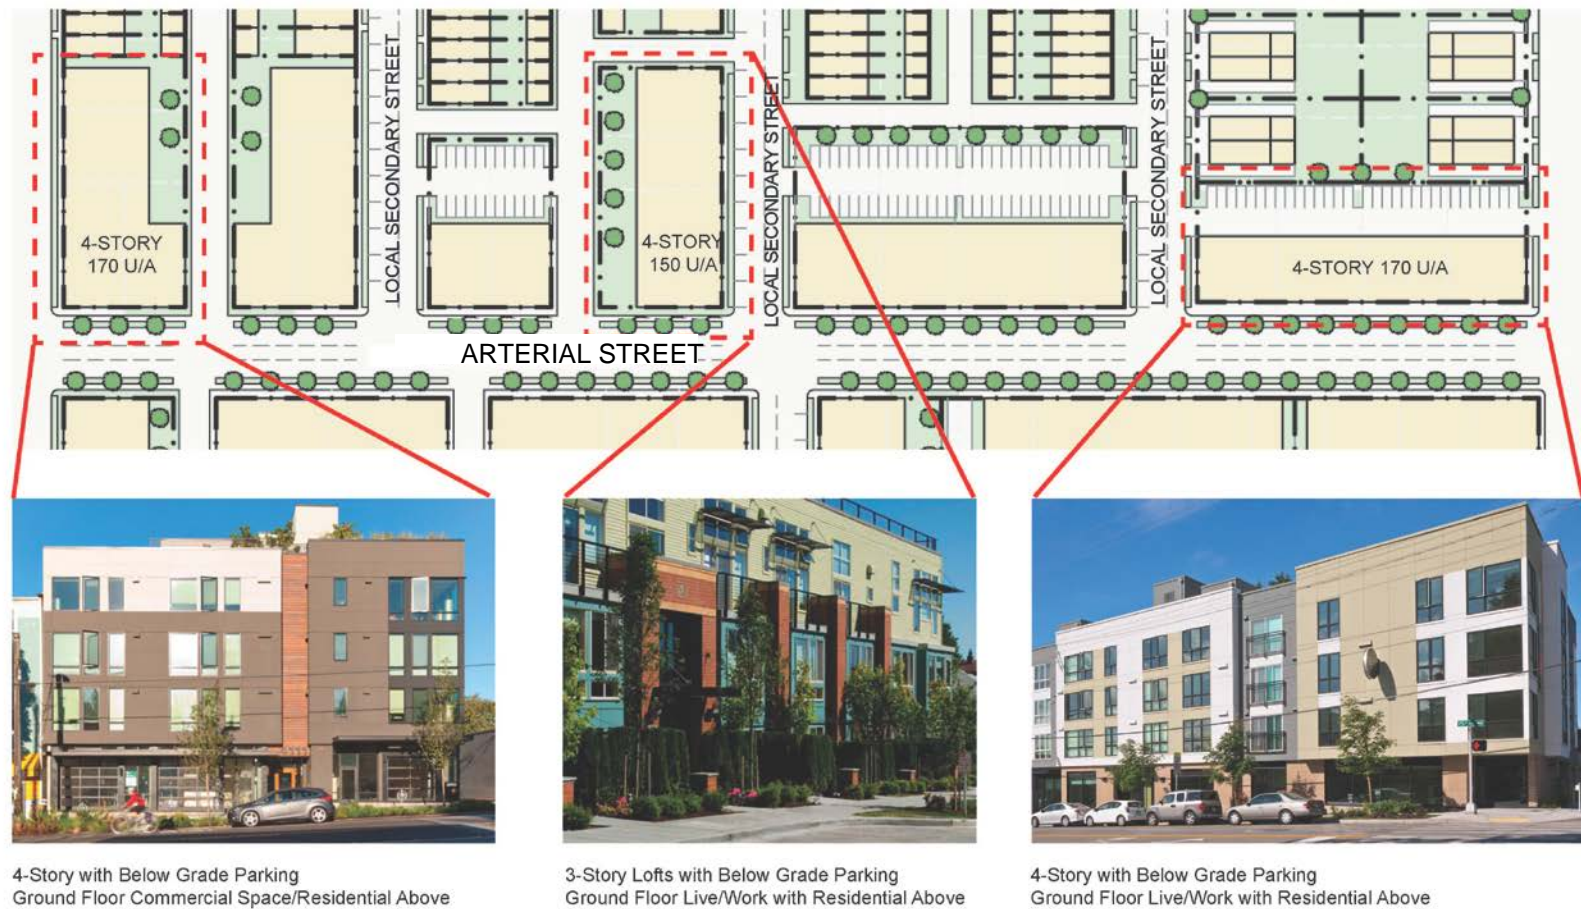 LOCAL SECONDARY STREET
LOCAL SECONDARY STREET
LOCAL SECONDARY STREET
4-STORY
170 U/A
4-STORY
150 U/A
4-STORY 170 U/A
ARTERIAL STREET
4-Story with Below Grade Parking
Ground Floor Commercial Space/Residential Above
3-Story Lofts with Below Grade Parking
Ground Floor Live/Work with Residential Above
4-Story with Below Grade Parking
Ground Floor Live/Work with Residential Above